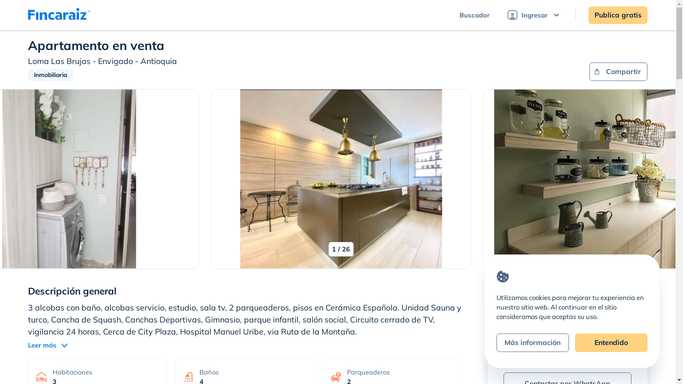 Fincaraiz
Buscador
Ingresar
Publica gratis
Apartamento en venta
Loma Las Brujas - Envigado - Antioquia
Inmobiliaria
Compartir
1 / 26
Descripción general
3 alcobas con baño, alcobas servicio, estudio, sala tv, 2 parqueaderos, pisos en Cerámica Española. Unidad Sauna y
turco, Cancha de Squash, Canchas Deportivas, Gimnasio, parque infantil, salón social, Circuito cerrado de TV,
vigilancia 24 horas, Cerca de City Plaza, Hospital Manuel Uribe, via Ruta de la Montaña.
Leer más
Habitaciones
3
Baños
4
Parqueaderos
2
Utilizamos cookies para mejorar tu experiencia en
nuestro sitio web. Al continuar en el sitio
consideramos que aceptas su uso.
Más información
Entendido
Contactar por WhatsApp